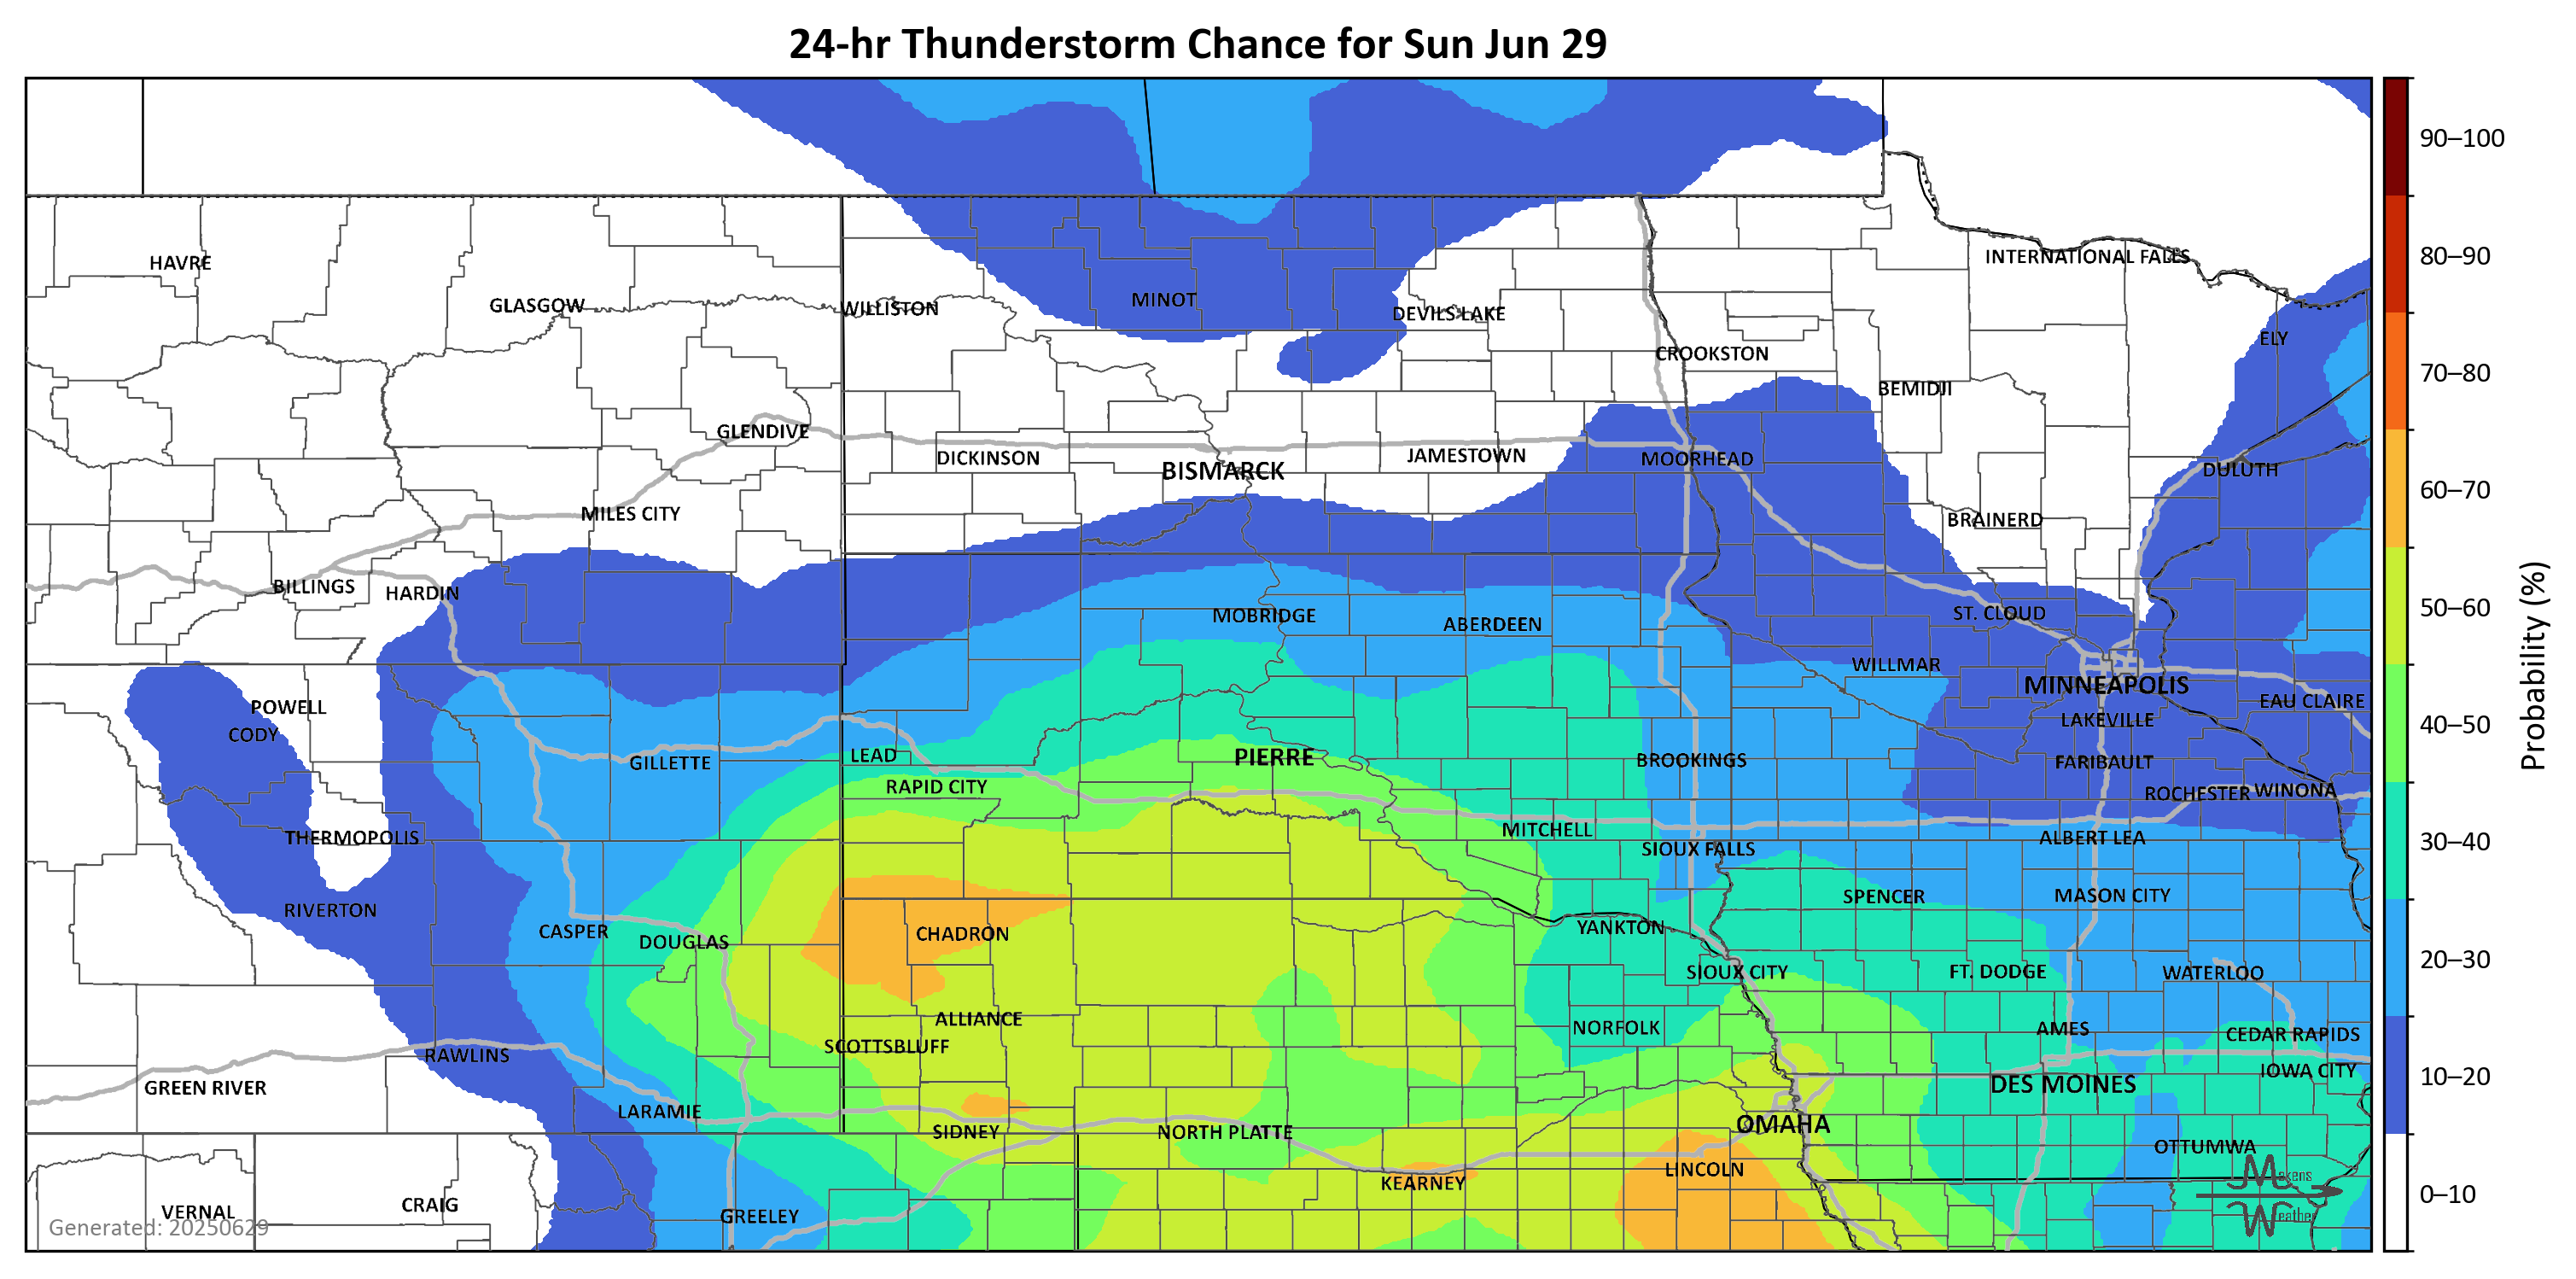 24-hr Thunderstorm Chance for Sun Jun 29
90–100
INTERNATIONAL FALLS
80–90
HAVRE
MINOT
GLASGOW
WILLISTON
DEVILS LAKE
ELY
CROOKSTON
70–80
BEMIDJI
GLENDIVE
DICKINSON
JAMESTOWN
MOORHEAD
BISMARCK
DULUTH
60–70
MILES CITY
BRAINERD
BILLINGS
HARDIN
50–60
MOBRIDGE
ABERDEEN
ST. CLOUD
WILLMAR
Probability (%)
MINNEAPOLIS
POWELL
EAU CLAIRE
LAKEVILLE
40–50
CODY
LEAD
PIERRE
GILLETTE
BROOKINGS
FARIBAULT
RAPID CITY
ROCHESTER
WINONA
THERMOPOLIS
MITCHELL
ALBERT LEA
30–40
SIOUX FALLS
SPENCER
MASON CITY
RIVERTON
CASPER
DOUGLAS
CHADRON
YANKTON
20–30
SIOUX CITY
FT. DODGE
WATERLOO
ALLIANCE
NORFOLK
AMES
CEDAR RAPIDS
RAWLINS
SCOTTSBLUFF
IOWA CITY
GREEN RIVER
DES MOINES
10–20
LARAMIE
SIDNEY
NORTH PLATTE
OMAHA
OTTUMWA
LINCOLN
KEARNEY
Makens
Weather
0–10
VERNAL
CRAIG
GREELEY
Generated: 20250629